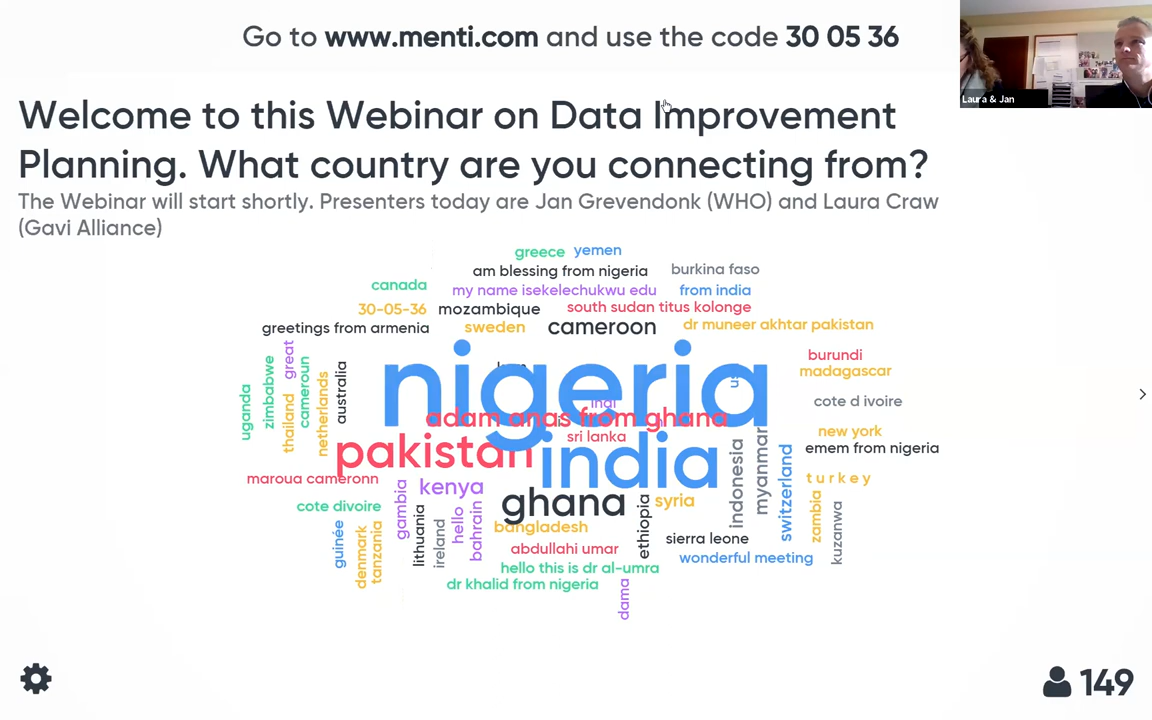 Go to www.menti.com and use the code 30 05 36
Laura & Jan
Welcome to this Webinar on Data Improvement
Planning. What country are you connecting from?
The Webinar will start shortly. Presenters today are Jan Grevendonk (WHO) and Laura Craw
(Gavi Alliance)
greece
yemen
am blessing from nigeria
burkina faso
canada
my name isekelechukwu edu
from india
30-05-36
mozambique
south sudan titus kolonge
greetings from armenia
sweden
cameroon
dr muneer akhtar pakistan
great
nigeria
burundi
uganda
zimbabwe
cameroun
thailand
netherlands
australia
madagascar
cote d ivoire
adam anas from ghana
new york
sri lanka
emem from nigeria
pakistan
india
indonesia
myanmar
switzerland
maroua cameronn
turkey
kenya
ghana
syria
cote divoire
gambia
lithuania
ireland
hello
bahrain
bangladesh
ethiopia
zambia
kuzanwa
guinée
denmark
tanzania
sierra leone
abdullahi umar
wonderful meeting
hello this is dr al-umra
dr khalid from nigeria
dama
149